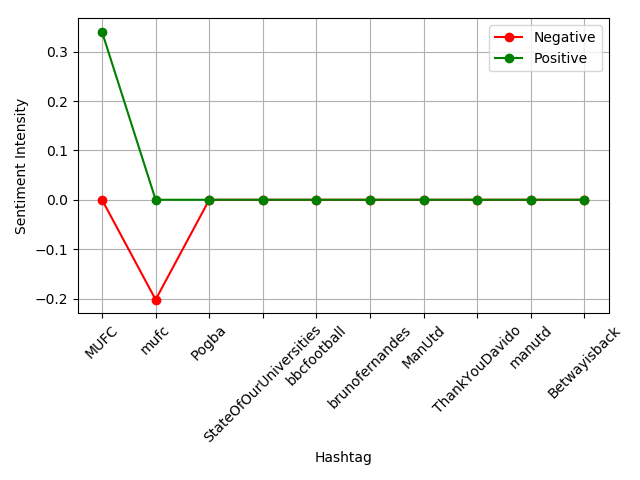 Negative
Positive
0.3
0.2
0.1
0.0
−0.1
−0.2
Sentiment Intensity
MUFC
mufc
Pogba
StateOfOurUniversities
bbcfootball
brunofernandes
ManUtd
ThankYouDavido
manutd
Betwayisback
Hashtag